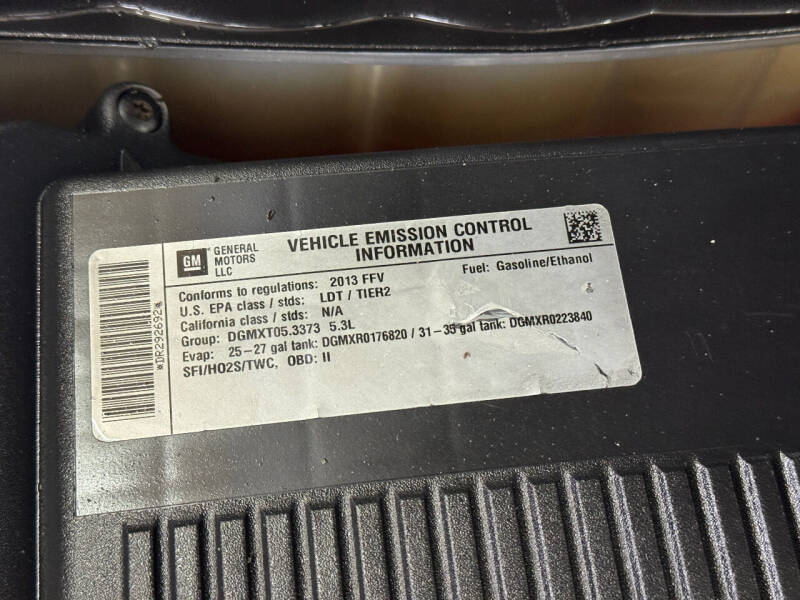 *DR292692*
GM
GENERAL
MOTORS
LLC
VEHICLE EMISSION CONTROL
INFORMATION
Conforms to regulations: 2013 FFV
Fuel: Gasoline/Ethanol
U.S. EPA class / stds: LDT / TIER2
California class / stds: N/A
Group: DGMXT05.3373 5.3L
Evap: 25-27 gal tank: DGMXR0176820 / 31-35 gal tank: DGMXR0223840
SFI/HO2S/TWC, OBD: II